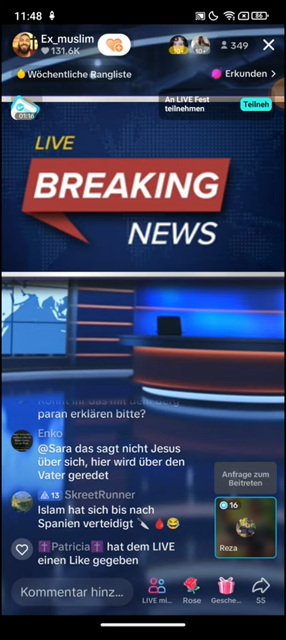 11:48
86
Ex_muslim
131.6K
349
Wöchentliche Rangliste
Erkunden >
An LIVE Fest
teilnehmen
Teilneh
01:16
LIVE
BREAKING
NEWS
paran erklären bitte?
Enko
@Sara das sagt nicht Jesus
über sich, hier wird über den
Vater geredet
13 SkreetRunner
Islam hat sich bis nach
Spanien verteidigt 🔪🩸😂
✝️Patricia✝️ hat dem LIVE
einen Like gegeben
Anfrage zum
Beitreten
16
Reza
Kommentar hinz...
LIVE mi...
Rose
Gesche...
55